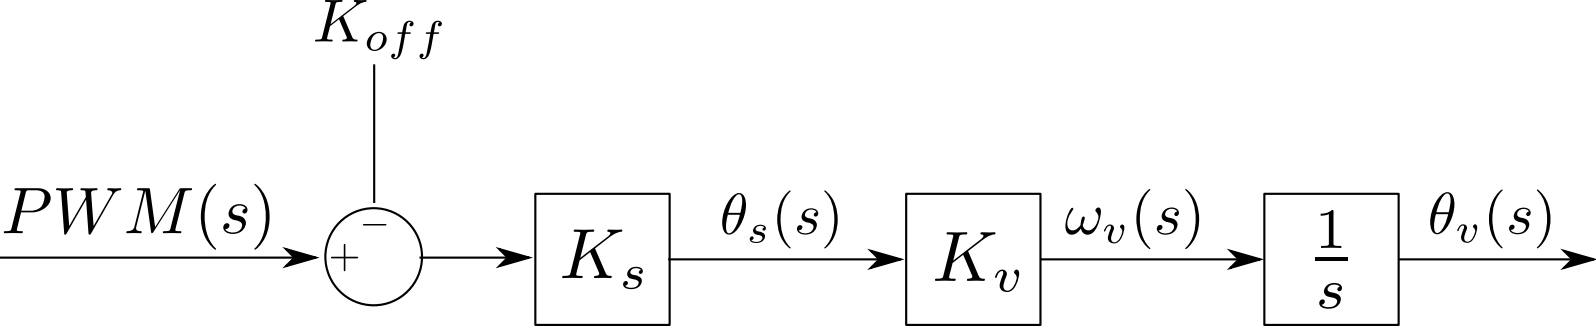 K_{off}
PWM(s)
−
+
K_s
θ_s(s)
K_v
ω_v(s)
1/s
θ_v(s)